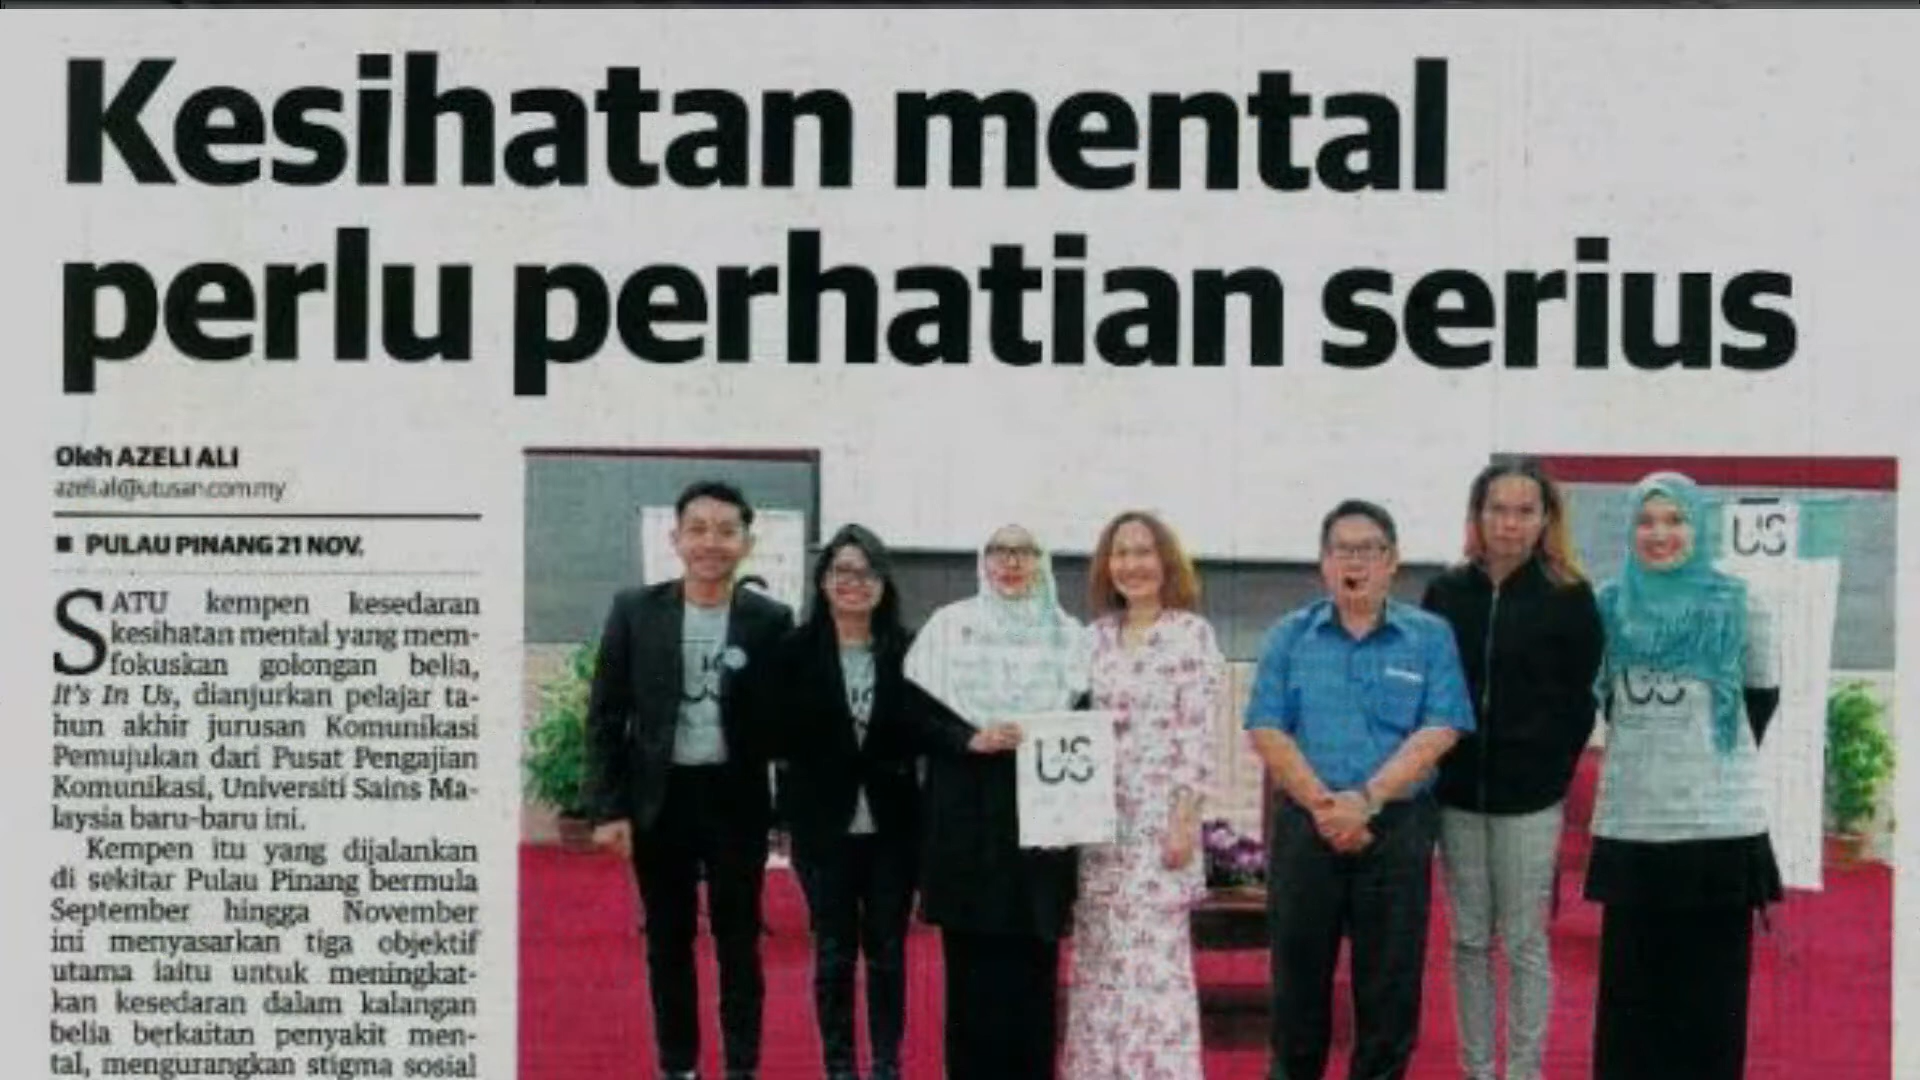 Kesihatan mental
perlu perhatian serius
Oleh AZELI ALI
azeli.ali@utusan.com.my
■ PULAU PINANG 21 NOV.
SATU kempen kesedaran
kesihatan mental yang mem-
fokuskan golongan belia,
It's In Us, dianjurkan pelajar ta-
hun akhir jurusan Komunikasi
Pemujukan dari Pusat Pengajian
Komunikasi, Universiti Sains Ma-
laysia baru-baru ini.
Kempen itu yang dijalankan
di sekitar Pulau Pinang bermula
September hingga November
ini menyasarkan tiga objektif
utama iaitu untuk meningkat-
kan kesedaran dalam kalangan
belia berkaitan penyakit men-
tal, mengurangkan stigma sosial
US
US
US